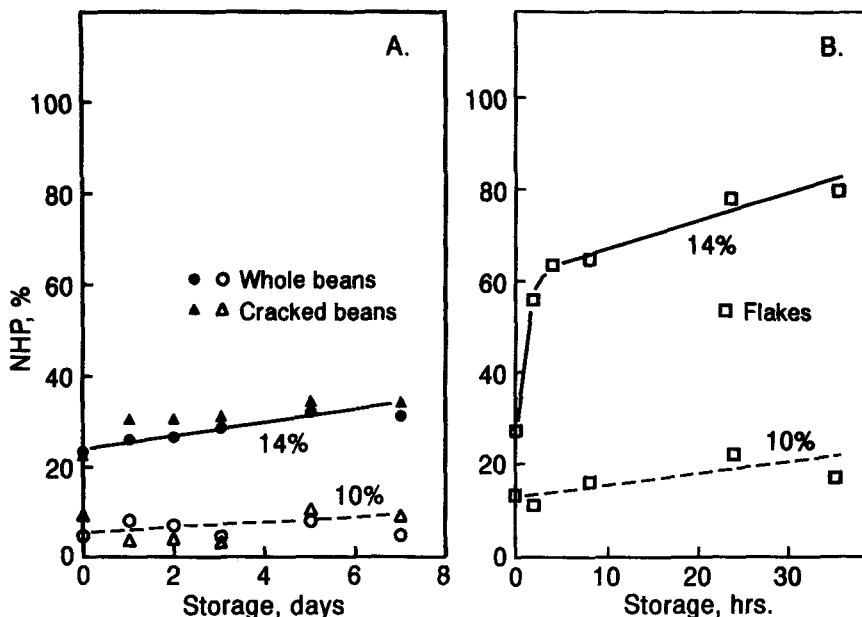 A.
NHP, %
100
80
60
40
20
0
● ○ Whole beans
▲ △ Cracked beans
14%
10%
0 2 4 6 8
Storage, days
B.
100
80
60
40
20
0
14%
□ Flakes
10%
0 10 20 30
Storage, hrs.